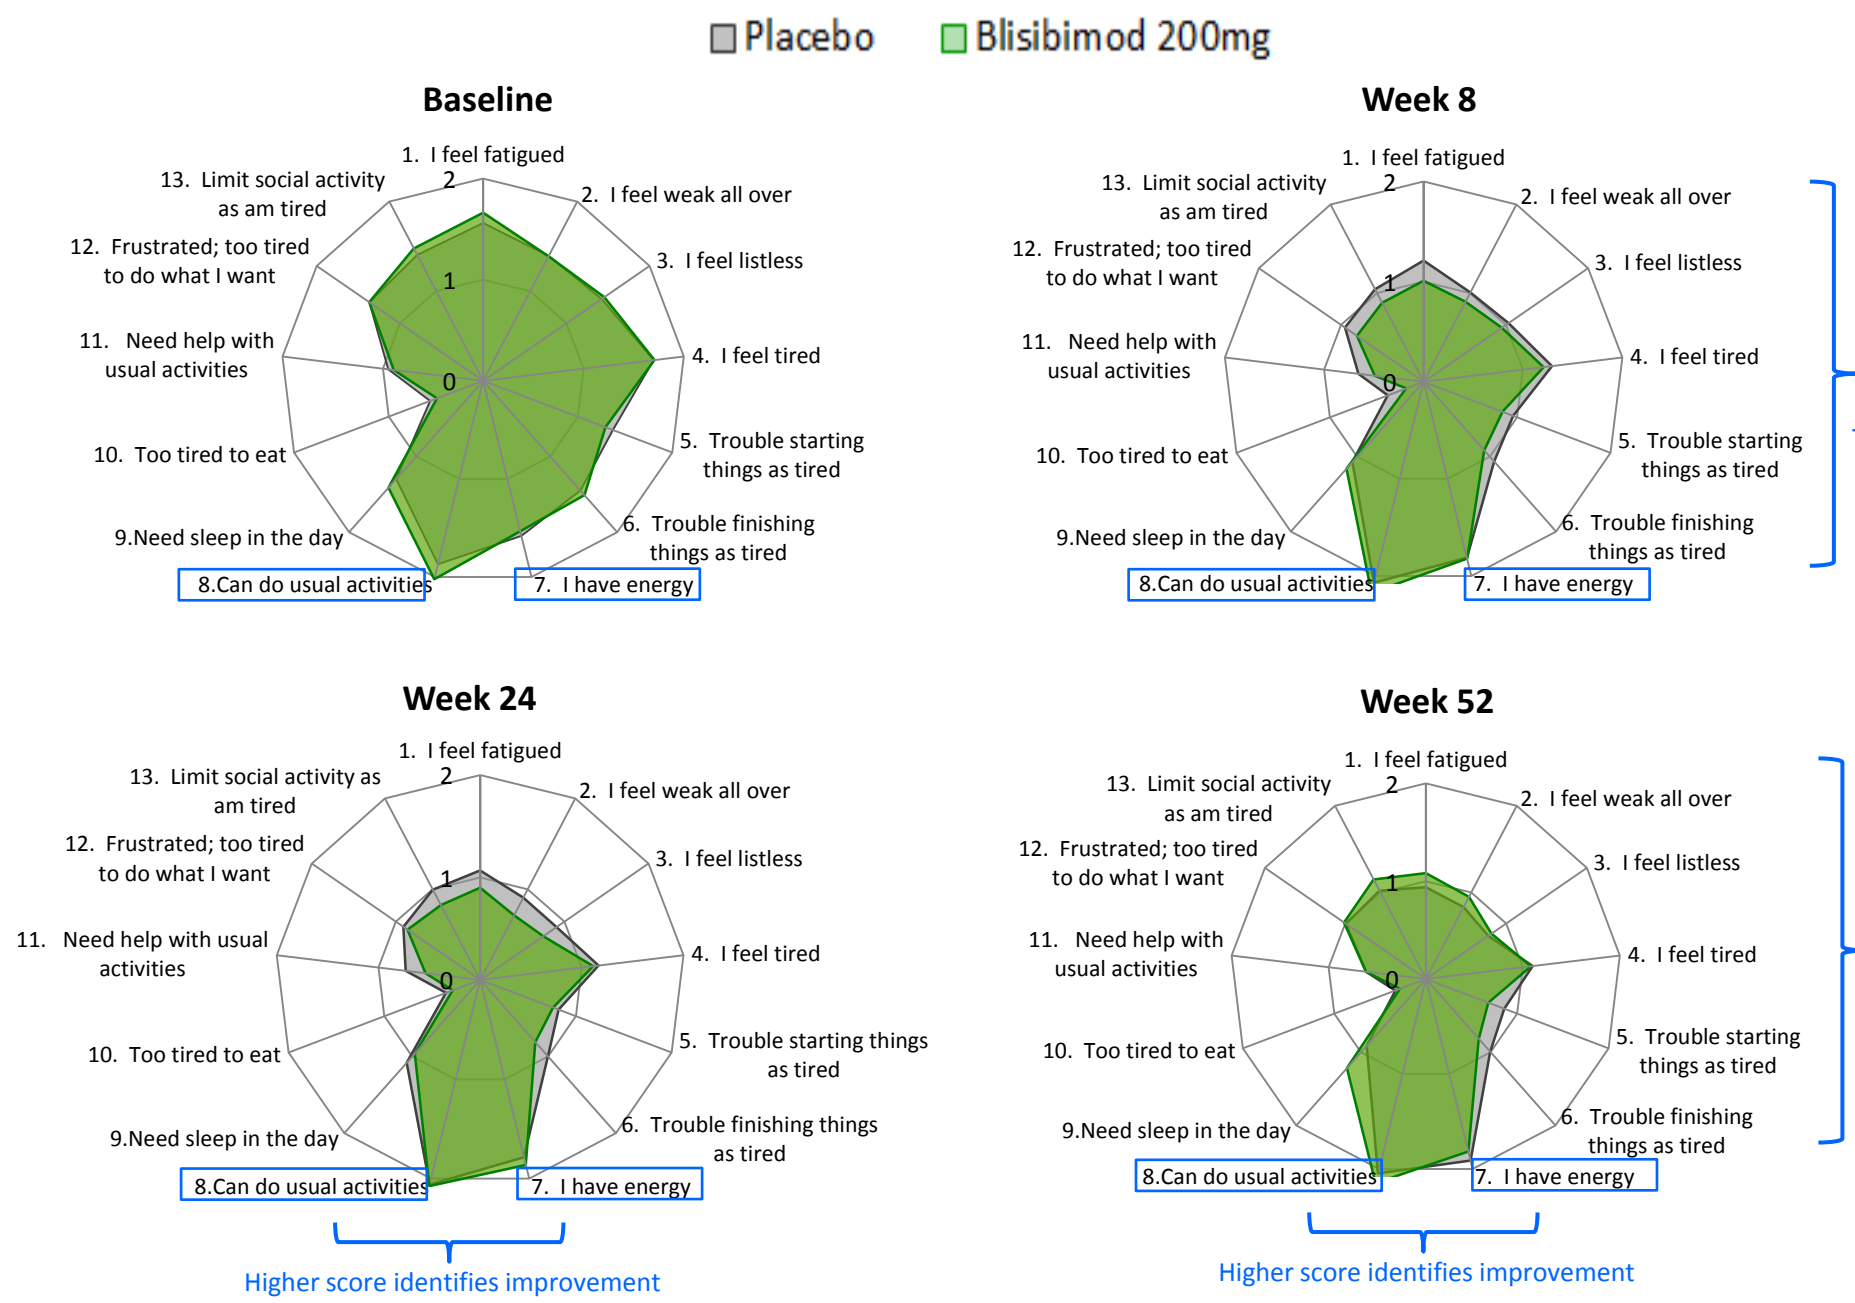 Placebo Blisibimod 200mg
Baseline
1. I feel fatigued
2. I feel weak all over
3. I feel listless
4. I feel tired
5. Trouble starting
things as tired
6. Trouble finishing
things as tired
7. I have energy
8.Can do usual activities
9.Need sleep in the day
10. Too tired to eat
11. Need help with
usual activities
12. Frustrated; too tired
to do what I want
13. Limit social activity
as am tired
2
1
0
Week 8
1. I feel fatigued
2. I feel weak all over
3. I feel listless
4. I feel tired
5. Trouble starting
things as tired
6. Trouble finishing
things as tired
7. I have energy
8.Can do usual activities
9.Need sleep in the day
10. Too tired to eat
11. Need help with
usual activities
12. Frustrated; too tired
to do what I want
13. Limit social activity
as am tired
2
1
0
Week 24
1. I feel fatigued
2. I feel weak all over
3. I feel listless
4. I feel tired
5. Trouble starting things
as tired
6. Trouble finishing things
as tired
7. I have energy
8.Can do usual activities
9.Need sleep in the day
10. Too tired to eat
11. Need help with usual
activities
12. Frustrated; too tired
to do what I want
13. Limit social activity as
am tired
2
1
0
Higher score identifies improvement
Week 52
1. I feel fatigued
2. I feel weak all over
3. I feel listless
4. I feel tired
5. Trouble starting
things as tired
6. Trouble finishing
things as tired
7. I have energy
8.Can do usual activities
9.Need sleep in the day
10. Too tired to eat
11. Need help with
usual activities
12. Frustrated; too tired
to do what I want
13. Limit social activity
as am tired
2
1
0
Higher score identifies improvement